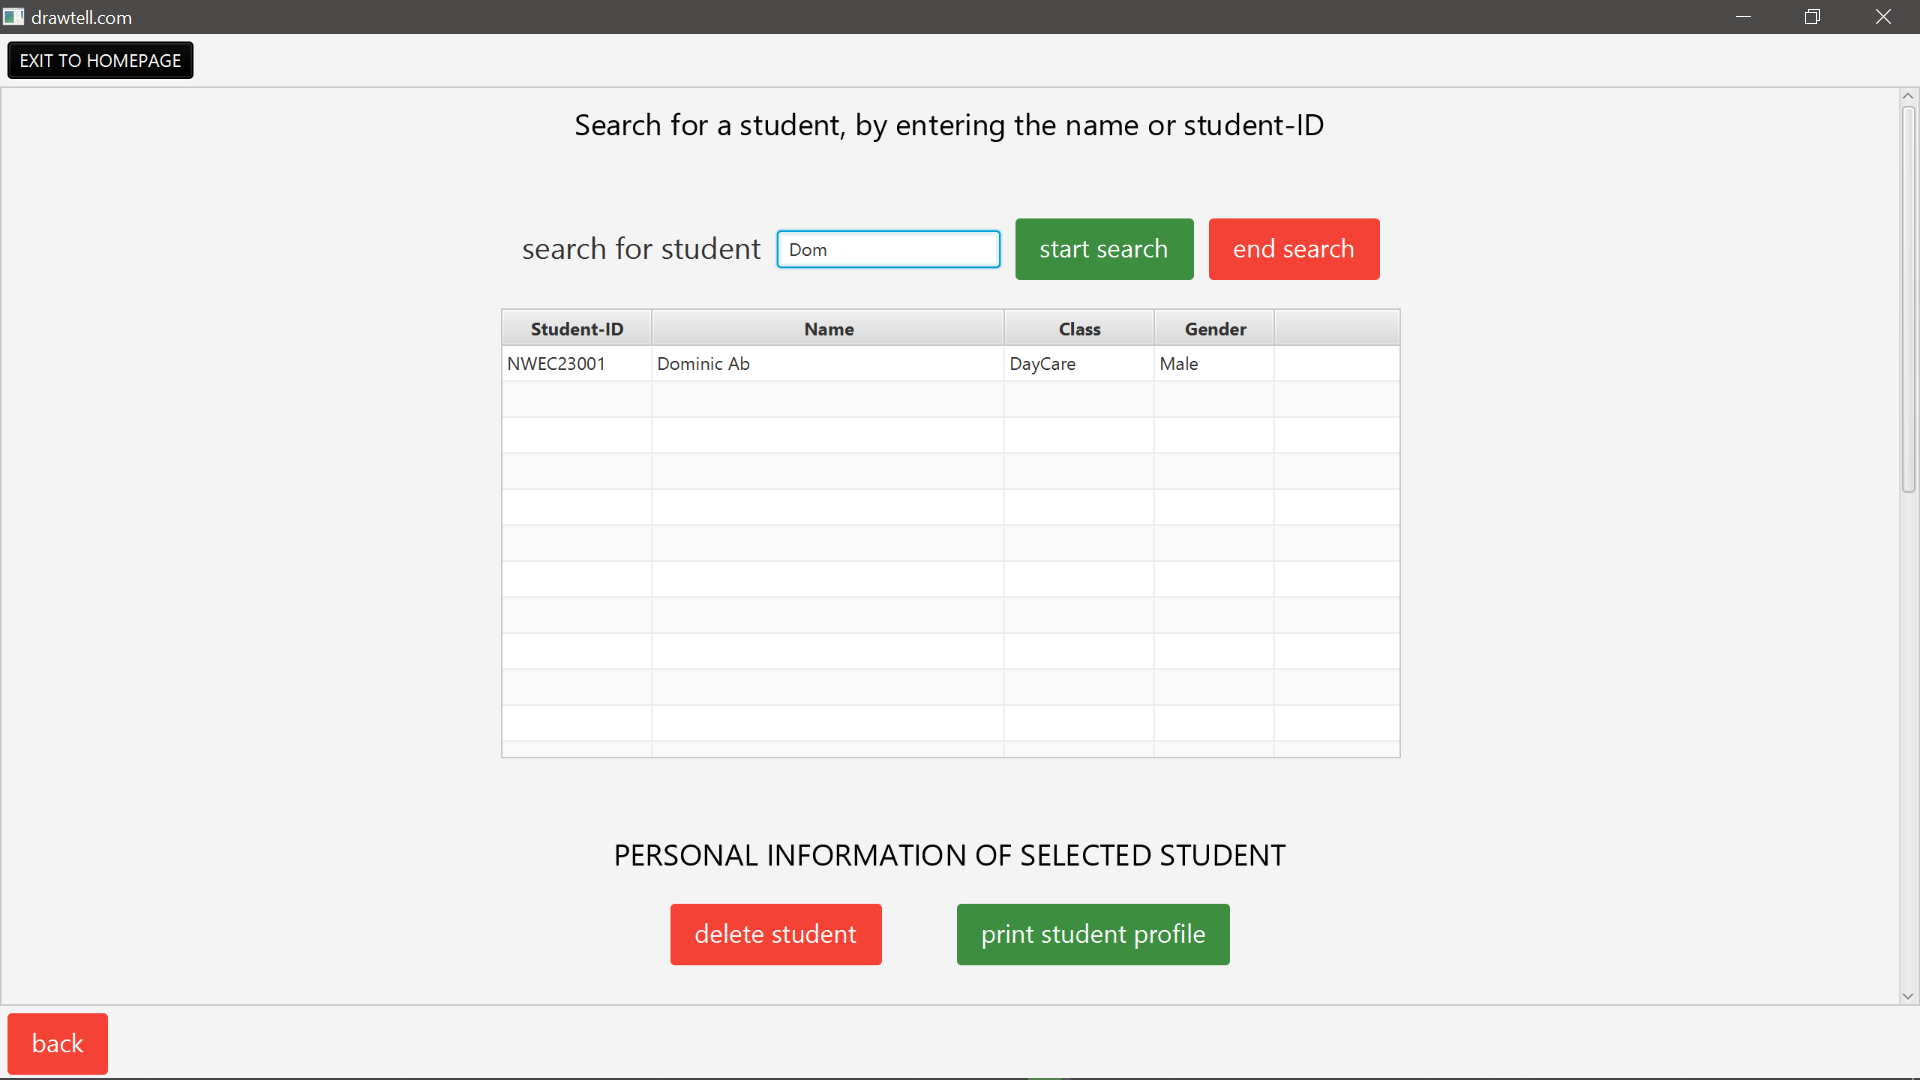 drawtell.com
EXIT TO HOMEPAGE
Search for a student, by entering the name or student-ID
search for student Dom start search end search
Student-ID Name Class Gender
NWEC23001 Dominic Ab DayCare Male
PERSONAL INFORMATION OF SELECTED STUDENT
delete student print student profile
back